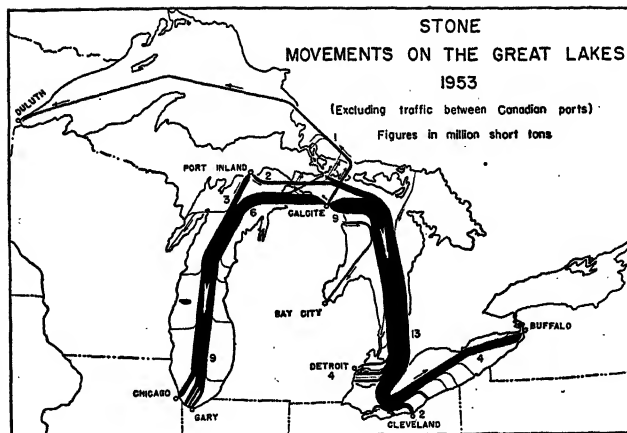 STONE
MOVEMENTS ON THE GREAT LAKES
1953
(Excluding traffic between Canadian ports)
Figures in million short tons
DULUTH
1
PORT INLAND
2
3
6
CALCITE
9
BAY CITY
13
BUFFALO
DETROIT
4
4
9
CHICAGO
GARY
2
CLEVELAND